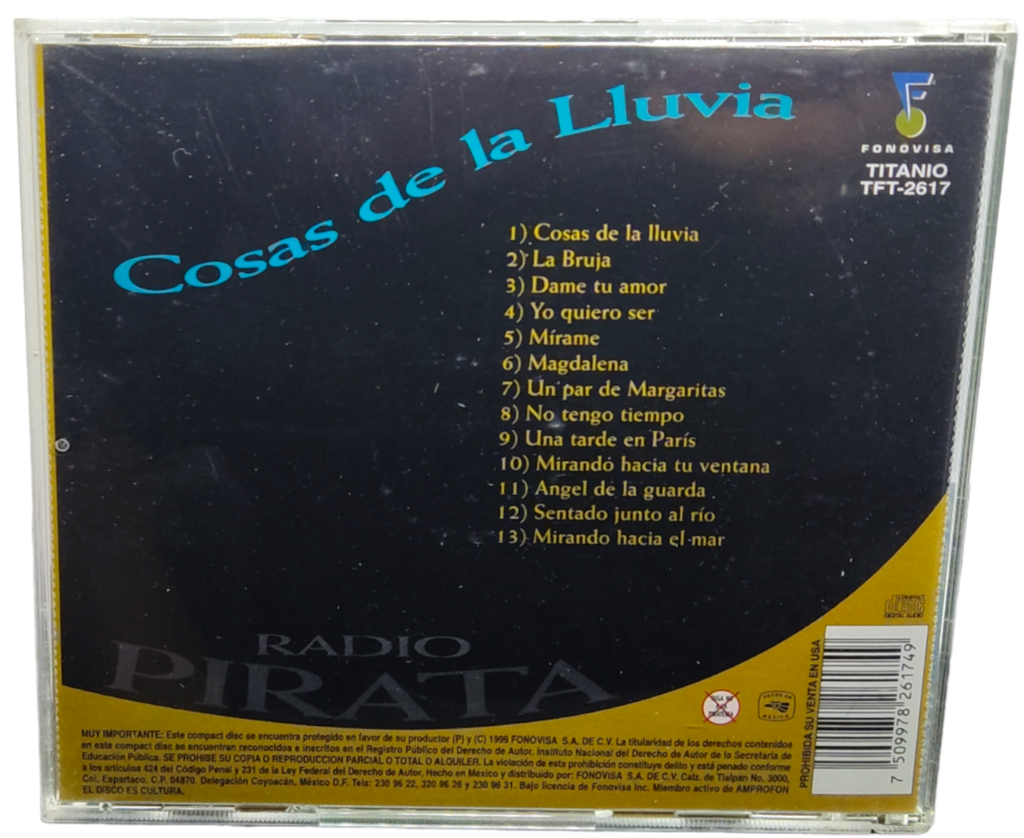 Cosas de la Lluvia
FONOVISA
TITANIO
TFT-2617
1) Cosas de la lluvia
2) La Bruja
3) Dame tu amor
4) Yo quiero ser
5) Mírame
6) Magdalena
7) Un par de Margaritas
8) No tengo tiempo
9) Una tarde en París
10) Mirando hacia tu ventana
11) Angel de la guarda
12) Sentado junto al río
13) Mirando hacia el mar
RADIO
PIRATA
COMPACT
disc
DIGITAL AUDIO
HECHO EN
MEXICO
PROHIBIDA SU VENTA EN USA
7 509978 261749
MUY IMPORTANTE: Este compact disc se encuentra protegido en favor de su productor (P) y (C) 1999 FONOVISA S.A. DE C.V. La titularidad de los derechos contenidos
en este compact disc se encuentran reconocidos e inscritos en el Registro Público del Derecho de Autor. Instituto Nacional del Derecho de Autor de la Secretaría de
Educación Pública. SE PROHIBE SU COPIA O REPRODUCCION PARCIAL O TOTAL O ALQUILER. La violación de esta prohibición constituye delito y está penado conforme
a los artículos 424 del Código Penal y 231 de la Ley Federal del Derecho de Autor, Hecho en México y distribuido por: FONOVISA S.A. DE C.V. Calz. de Tlalpan No. 3000,
Col. Espartaco. C.P. 04870. Delegación Coyoacán. México D.F. Tels: 230 96 22, 320 96 26 y 230 96 31. Bajo licencia de Fonovisa Inc. Miembro activo de AMPROFON
EL DISCO ES CULTURA.